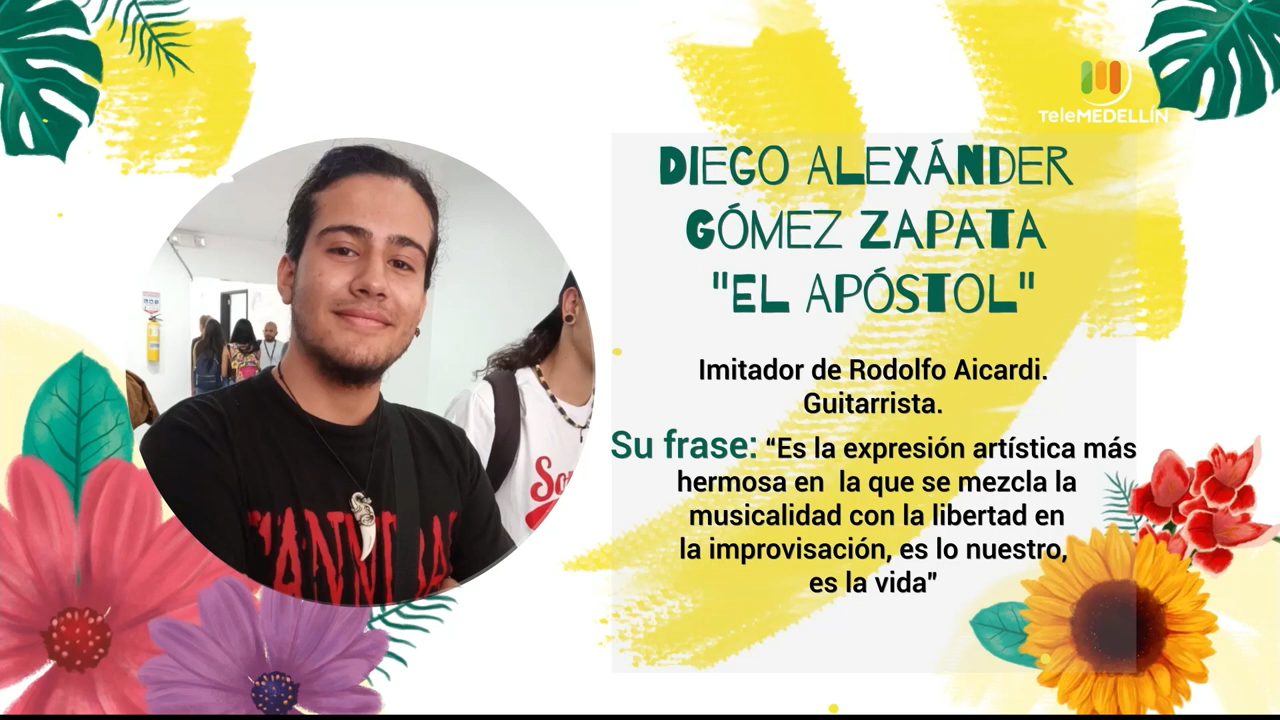 TeleMEDELLÍN
DIEGO ALEXÁNDER
GÓMEZ ZAPATA
"EL APÓSTOL"
Imitador de Rodolfo Aicardi.
Guitarrista.
Su frase: “Es la expresión artística más
hermosa en la que se mezcla la
musicalidad con la libertad en
la improvisación, es lo nuestro,
es la vida"